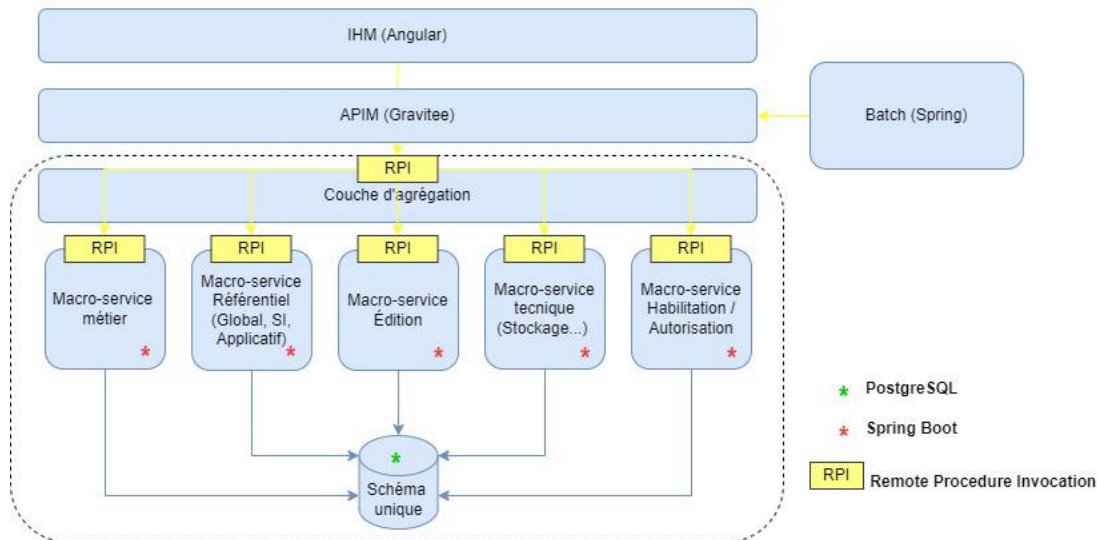 IHM (Angular)
APIM (Gravitee)
Batch (Spring)
RPI
Couche d'agrégation
RPI
RPI
RPI
RPI
RPI
Macro-service
métier
*
Macro-service
Référentiel
(Global, SI,
Applicatif)
*
Macro-service
Édition
*
Macro-service
tecnique
(Stockage...)
*
Macro-service
Habilitation /
Autorisation
*
*
Schéma
unique
* PostgreSQL
* Spring Boot
RPI Remote Procedure Invocation